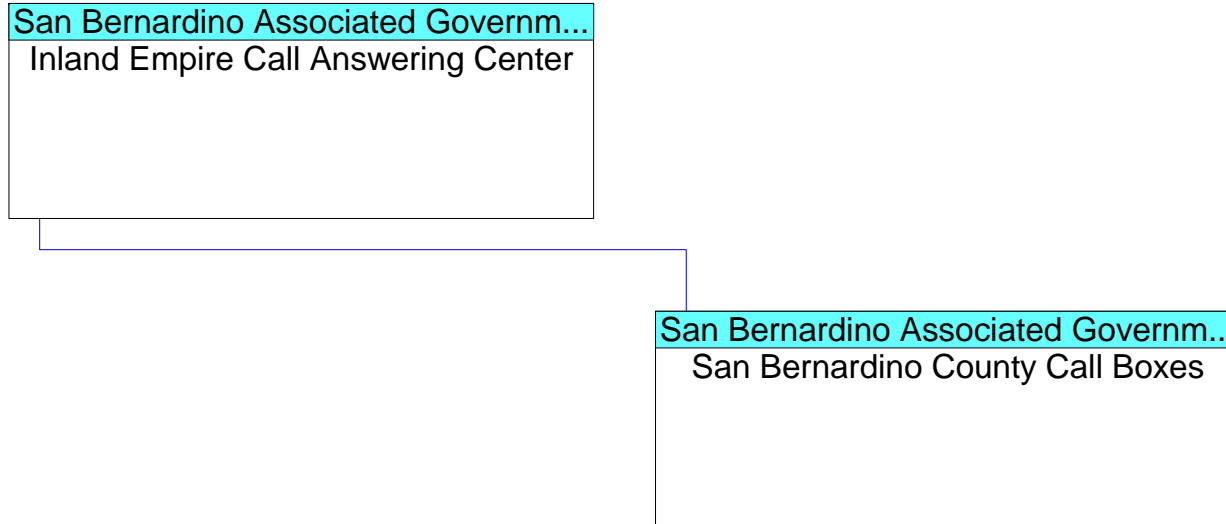 San Bernardino Associated Governm...
Inland Empire Call Answering Center
San Bernardino Associated Governm..
San Bernardino County Call Boxes